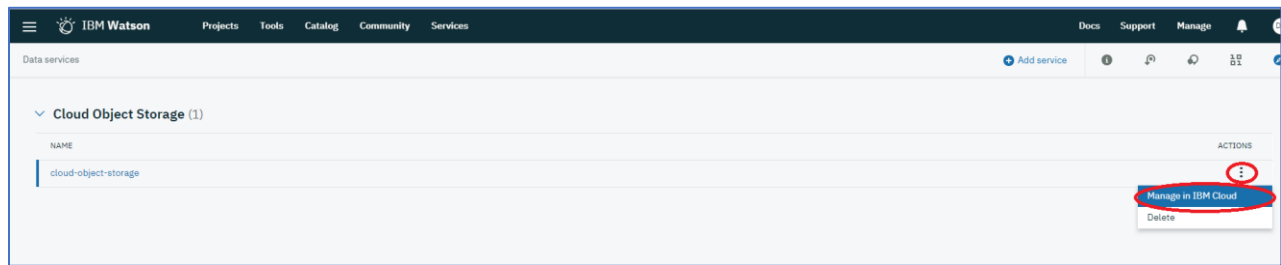 IBM Watson Projects Tools Catalog Community Services Docs Support Manage
Data services Add service
Cloud Object Storage (1)
NAME ACTIONS
cloud-object-storage
Manage in IBM Cloud
Delete